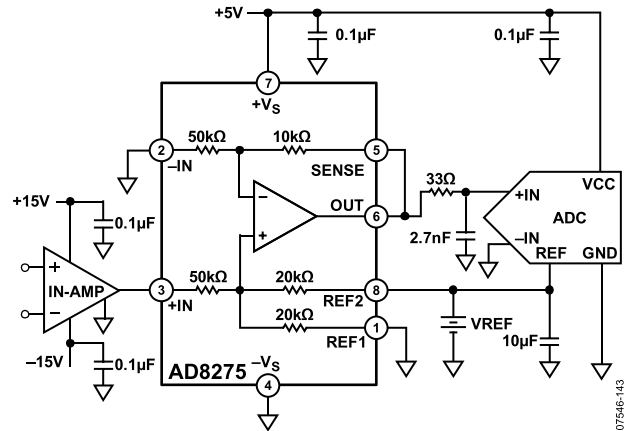 +5V
0.1µF
0.1µF
7
+VS
50kΩ
10kΩ
2
–IN
5
SENSE
VCC
+15V
0.1µF
–
+
OUT
6
33Ω
+IN
ADC
2.7nF
–IN
REF
GND
+
IN-AMP
–
3
+IN
50kΩ
20kΩ
8
REF2
20kΩ
1
REF1
VREF
10µF
–15V
0.1µF
AD8275
–VS
4
07546-143